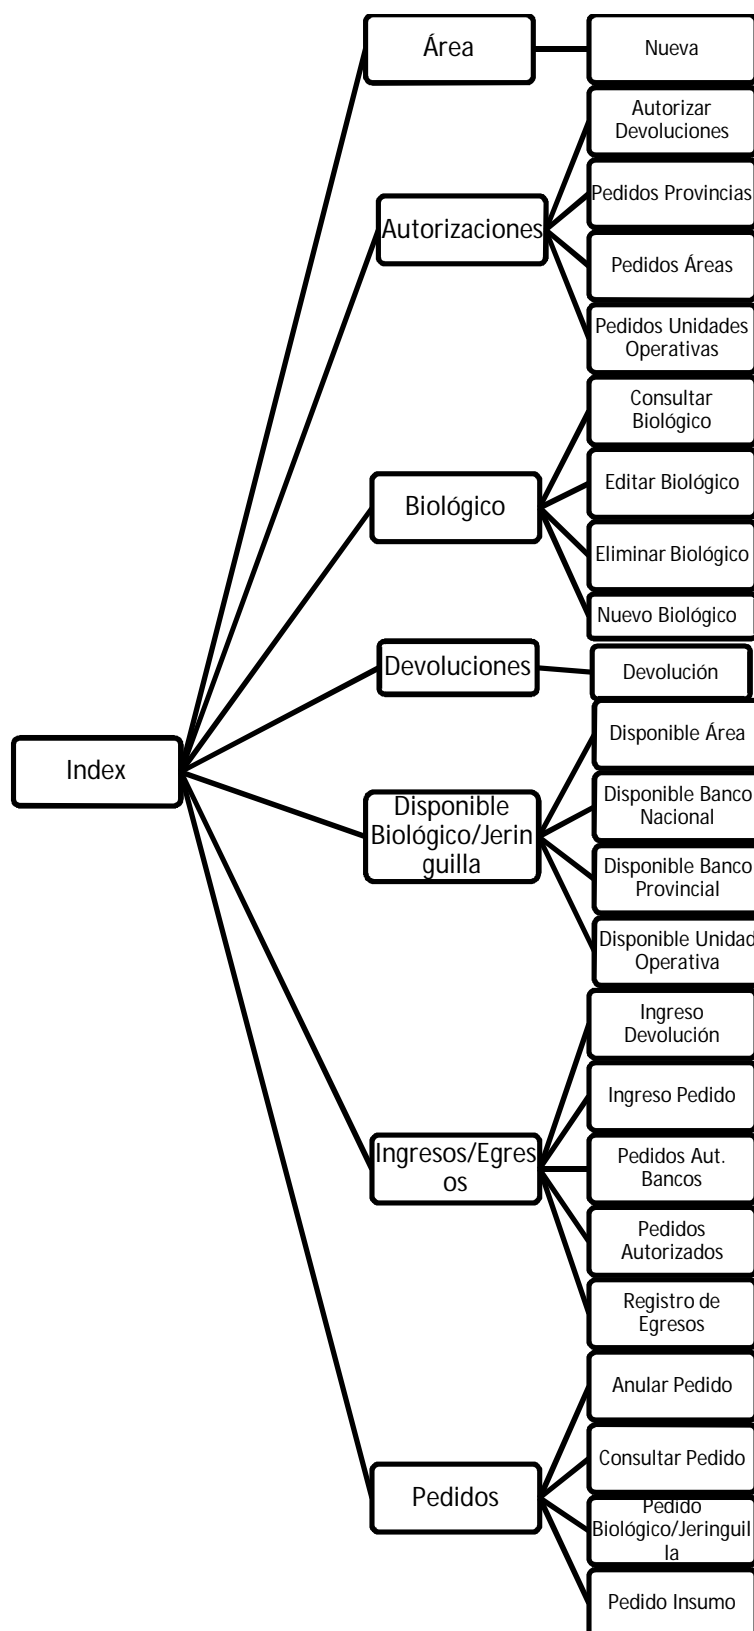 Index
Área
Nueva
Autorizaciones
Autorizar
Devoluciones
Pedidos Provincias
Pedidos Áreas
Pedidos Unidades
Operativas
Biológico
Consultar
Biológico
Editar Biológico
Eliminar Biológico
Nuevo Biológico
Devoluciones
Devolución
Disponible
Biológico/Jerin
guilla
Disponible Área
Disponible Banco
Nacional
Disponible Banco
Provincial
Disponible Unidad
Operativa
Ingresos/Egres
os
Ingreso
Devolución
Ingreso Pedido
Pedidos Aut.
Bancos
Pedidos
Autorizados
Registro de
Egresos
Pedidos
Anular Pedido
Consultar Pedido
Pedido
Biológico/Jeringuil
la
Pedido Insumo